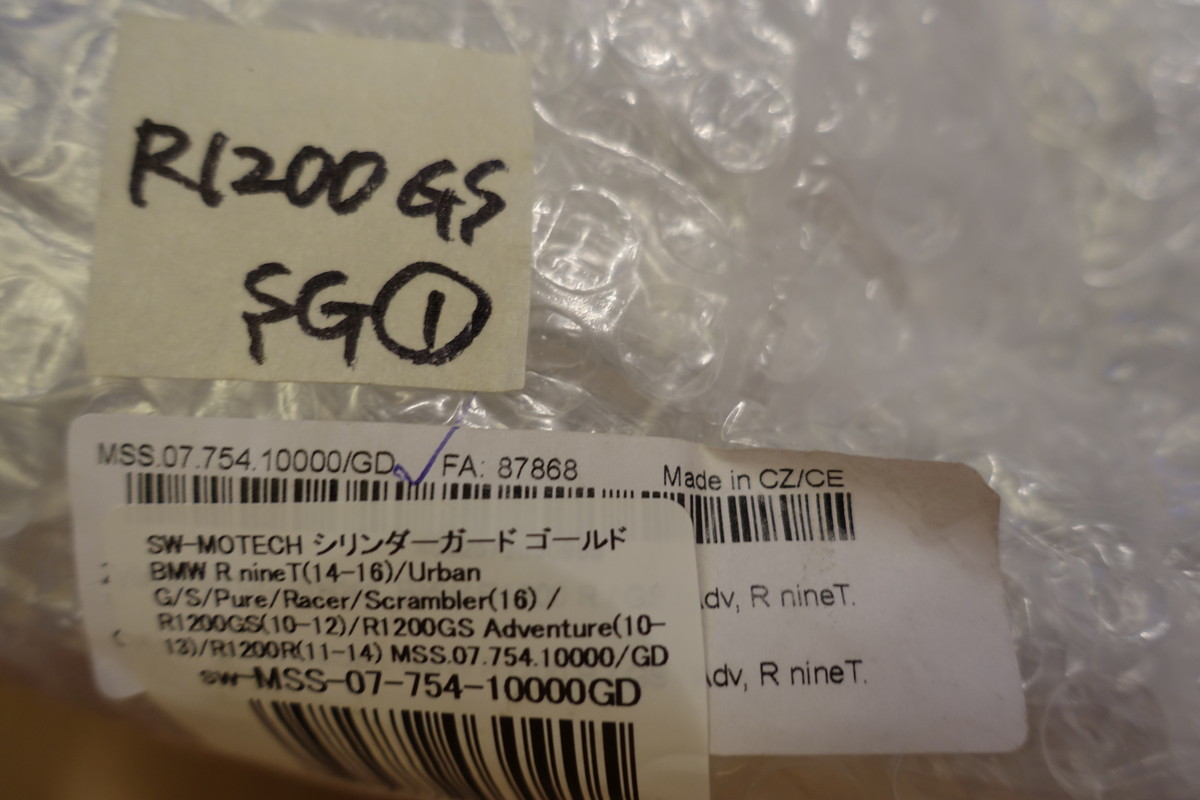 R1200GS
SG①
MSS.07.754.10000/GD FA: 87868
Made in CZ/CE
SW-MOTECH シリンダーガード ゴールド
BMW R nineT(14-16)/Urban
G/S/Pure/Racer/Scrambler(16) /
R1200GS(10-12)/R1200GS Adventure(10-
13)/R1200R(11-14) MSS.07.754.10000/GD
sw-MSS-07-754-10000GD
dv, R nineT.
dv, R nineT.